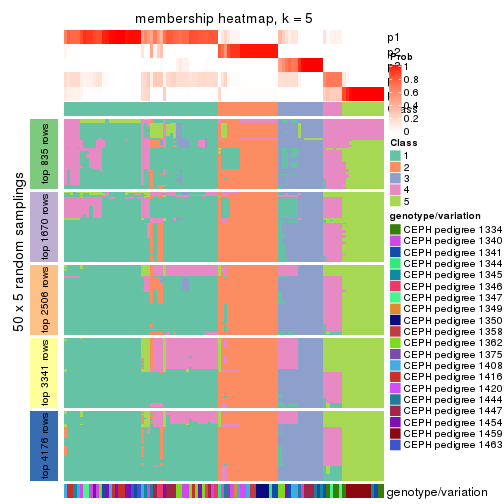 membership heatmap, k = 5
p1
p2
Prob
1
0.8
0.6
0.4
0.2
0
Class
1
2
3
4
5
genotype/variation
CEPH pedigree 1334
CEPH pedigree 1340
CEPH pedigree 1341
CEPH pedigree 1344
CEPH pedigree 1345
CEPH pedigree 1346
CEPH pedigree 1347
CEPH pedigree 1349
CEPH pedigree 1350
CEPH pedigree 1358
CEPH pedigree 1362
CEPH pedigree 1375
CEPH pedigree 1408
CEPH pedigree 1416
CEPH pedigree 1420
CEPH pedigree 1444
CEPH pedigree 1447
CEPH pedigree 1454
CEPH pedigree 1459
CEPH pedigree 1463
50 x 5 random samplings
top 835 rows
top 1670 rows
top 2506 rows
top 3341 rows
top 4176 rows
genotype/variation